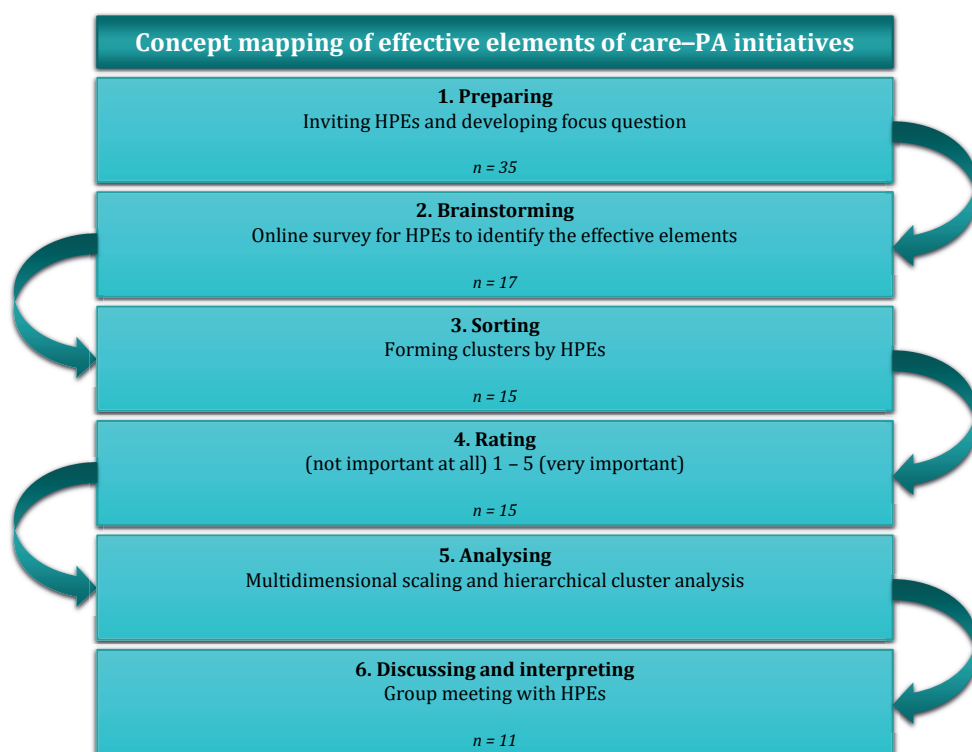 Concept mapping of effective elements of care–PA initiatives
1. Preparing
Inviting HPEs and developing focus question
n = 35
2. Brainstorming
Online survey for HPEs to identify the effective elements
n = 17
3. Sorting
Forming clusters by HPEs
n = 15
4. Rating
(not important at all) 1 – 5 (very important)
n = 15
5. Analysing
Multidimensional scaling and hierarchical cluster analysis
6. Discussing and interpreting
Group meeting with HPEs
n = 11